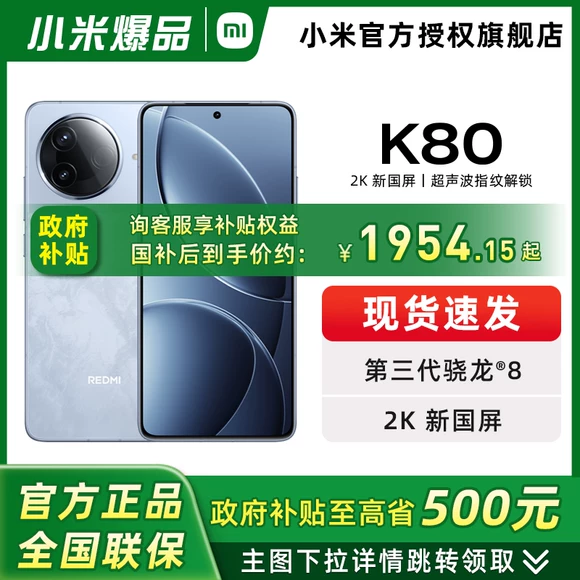 小米爆品
小米官方授权旗舰店
K80
2K 新国屏丨超声波指纹解锁
政府
补贴
询客服享补贴权益
国补后到手价约：
￥1954.15起
现货速发
第三代骁龙®8
2K 新国屏
REDMI
官方正品
全国联保
政府补贴至高省500元
主图下拉详情跳转领取